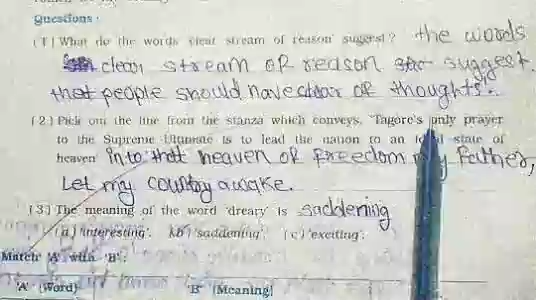 Questions :
(1) What do the words 'clear stream of reason' suggest? the words
clear stream of reason suggest
that people should have clear of thoughts.
(2) Pick out the line from the stanza which conveys, 'Tagore's only prayer
to the Supreme Ultimate is to lead the nation to an state of
heaven into that heaven of freedom my Father,
Let my country awake.
(3) The meaning of the word 'dreary' is saddening
(a) 'interesting'. (b) 'saddening'. (c) 'exciting'.
Match 'A' with 'B' :
'A' (Word) 'B' (Meaning)